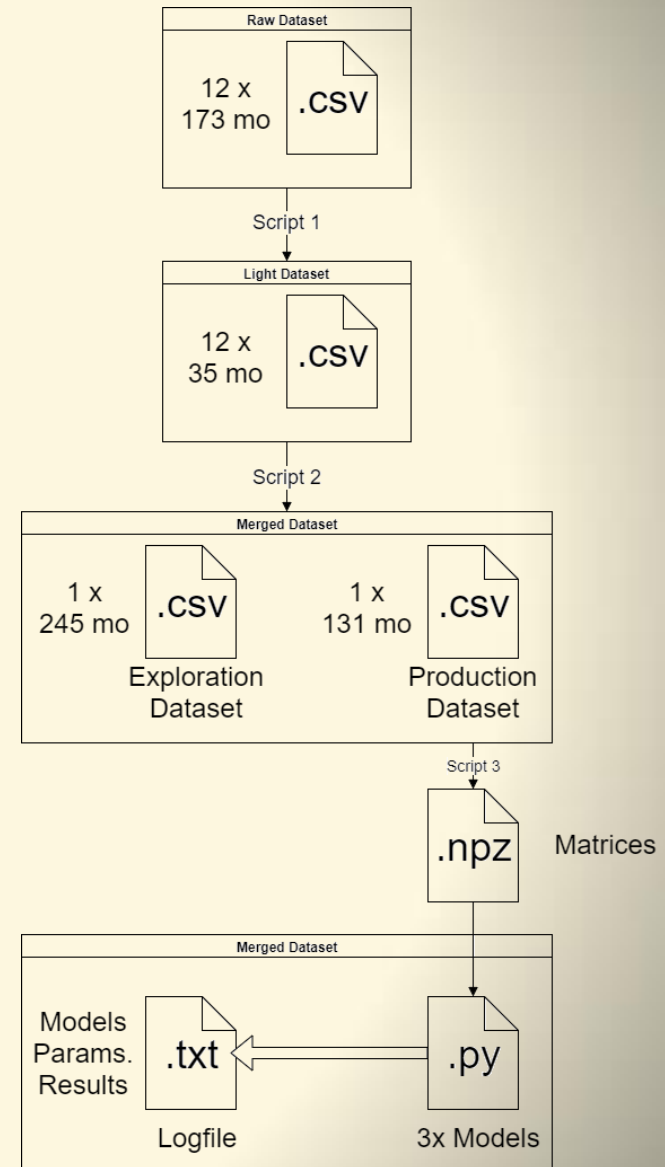 Raw Dataset
12 x
173 mo
.csv
Script 1
Light Dataset
12 x
35 mo
.csv
Script 2
Merged Dataset
1 x
245 mo
.csv
Exploration
Dataset
1 x
131 mo
.csv
Production
Dataset
Script 3
.npz
Matrices
Merged Dataset
Models
Params.
Results
.txt
Logfile
.py
3x Models